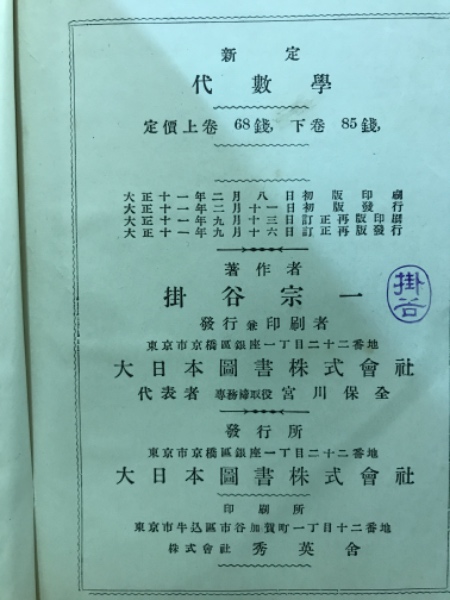 新定
代數學
定價上卷 68錢, 下卷 85錢,
大正十一年二月八日初版印刷
大正十一年二月十一日初版發行
大正十一年九月十三日訂正再版印刷
大正十一年九月十六日訂正再版發行
著作者
掛谷宗一
掛谷
發行兼印刷者
東京市京橋區銀座一丁目二十二番地
大日本圖書株式會社
代表者 專務締取役 宮川保全
發行所
東京市京橋區銀座一丁目二十二番地
大日本圖書株式會社
印刷所
東京市牛込區市谷加賀町一丁目十二番地
株式會社 秀英舍